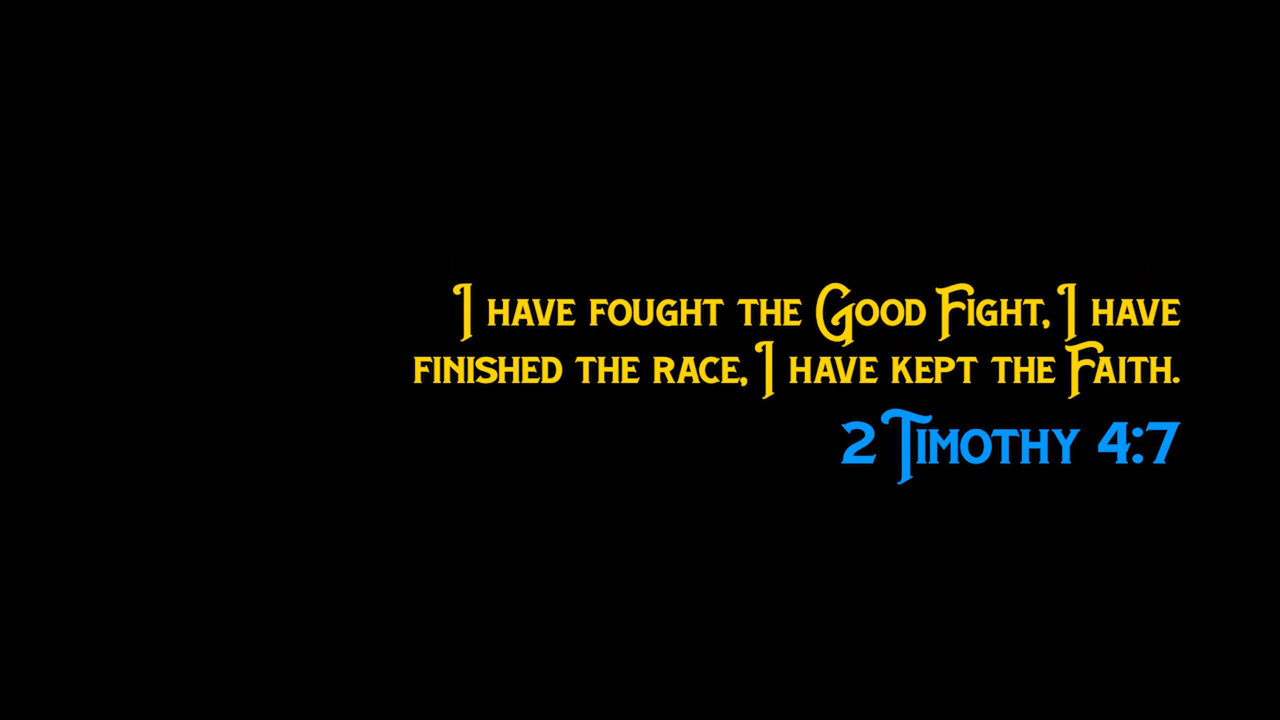 I have fought the Good Fight, I have
finished the race, I have kept the Faith.
2 Timothy 4:7